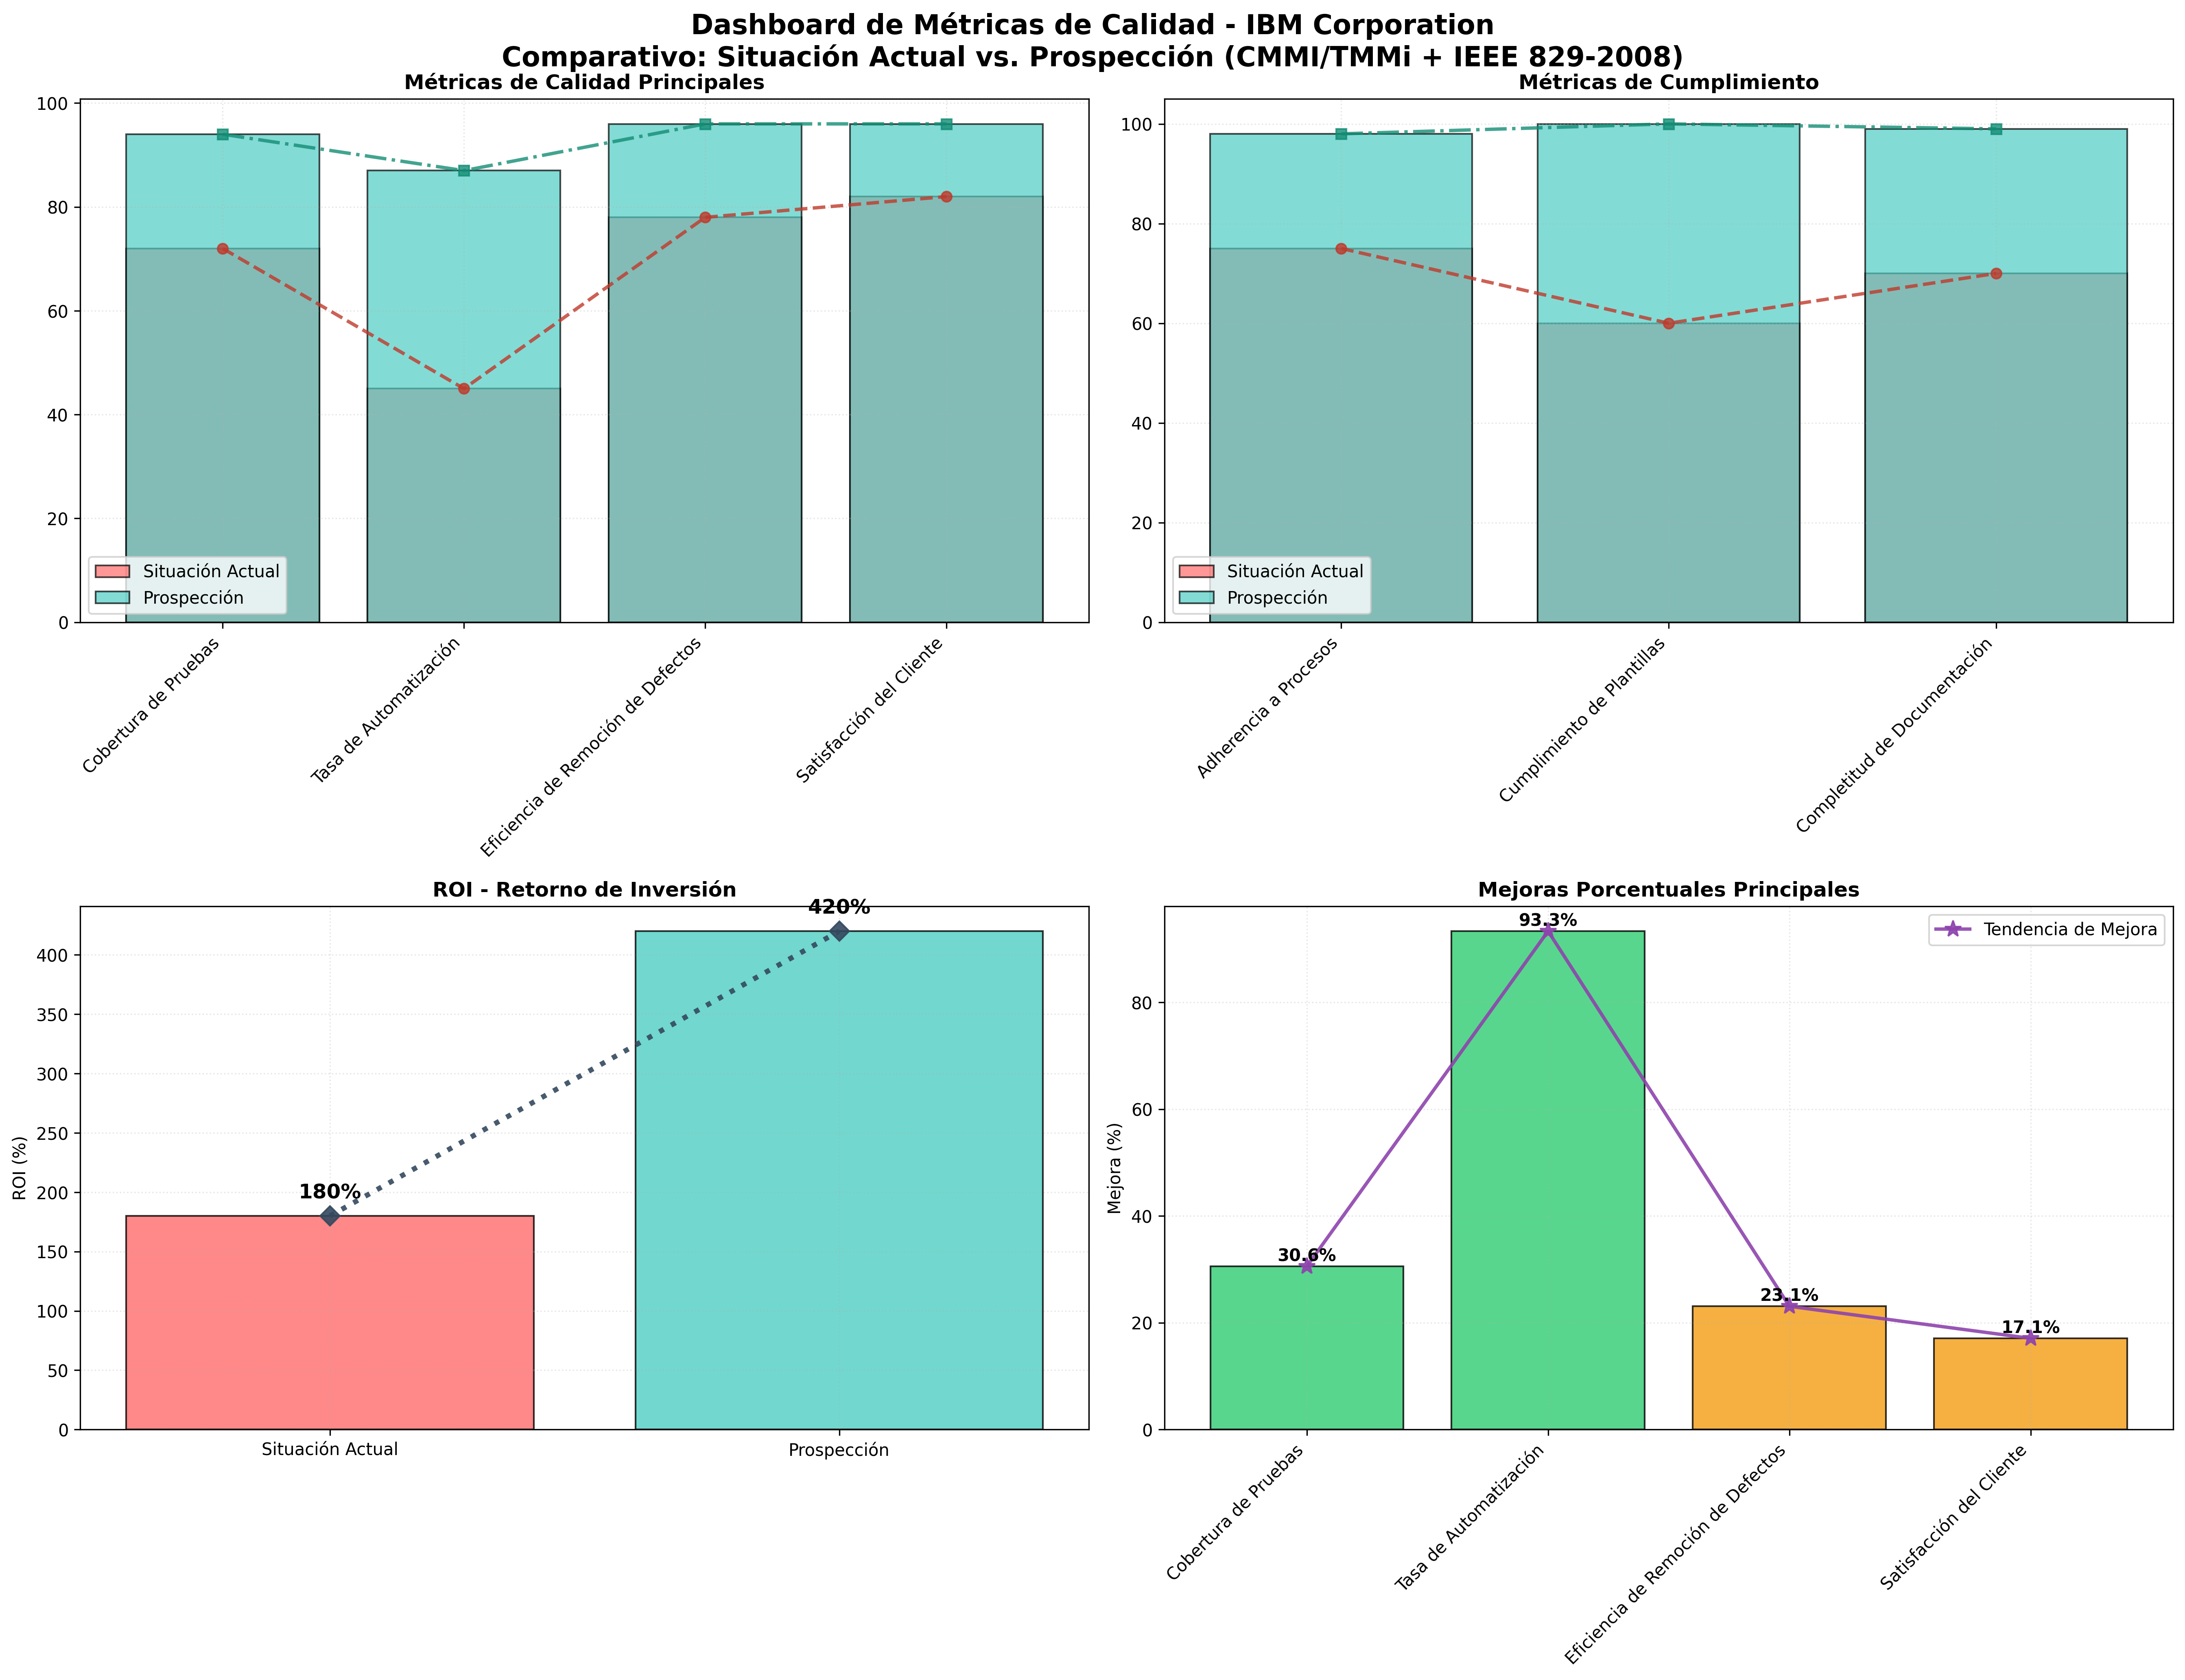 Dashboard de Métricas de Calidad - IBM Corporation
Comparativo: Situación Actual vs. Prospección (CMMI/TMMi + IEEE 829-2008)
Métricas de Calidad Principales
100
80
60
40
20
0
Situación Actual
Prospección
Cobertura de Pruebas
Tasa de Automatización
Eficiencia de Remoción de Defectos
Satisfacción del Cliente
Métricas de Cumplimiento
100
80
60
40
20
0
Situación Actual
Prospección
Adherencia a Procesos
Cumplimiento de Plantillas
Completitud de Documentación
ROI - Retorno de Inversión
ROI (%)
400
350
300
250
200
150
100
50
0
180%
420%
Situación Actual
Prospección
Mejoras Porcentuales Principales
Mejora (%)
80
60
40
20
0
Tendencia de Mejora
30.6%
93.3%
23.1%
17.1%
Cobertura de Pruebas
Tasa de Automatización
Eficiencia de Remoción de Defectos
Satisfacción del Cliente